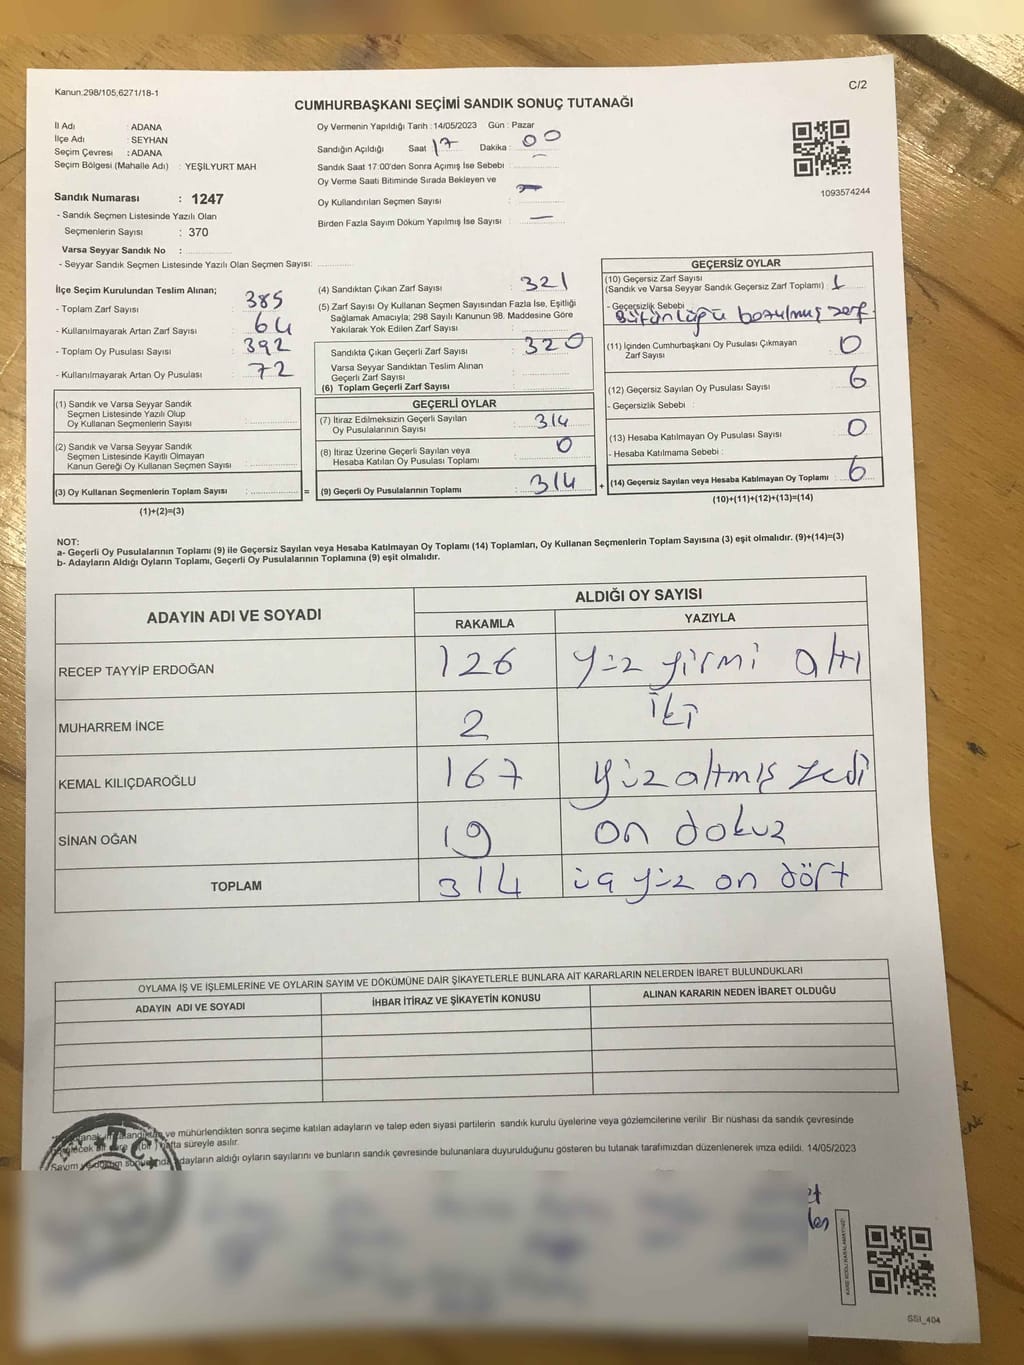 Kanun.298/105;6271/18-1
C/2
CUMHURBAŞKANI SEÇİMİ SANDIK SONUÇ TUTANAĞI
İl Adı : ADANA
İlçe Adı : SEYHAN
Seçim Çevresi : ADANA
Seçim Bölgesi (Mahalle Adı) : YEŞİLYURT MAH
Sandık Numarası : 1247
- Sandık Seçmen Listesinde Yazılı Olan
Seçmenlerin Sayısı : 370
Varsa Seyyar Sandık No :
- Seyyar Sandık Seçmen Listesinde Yazılı Olan Seçmen Sayısı:
Oy Vermenin Yapıldığı Tarih : 14/05/2023 Gün : Pazar
Sandığın Açıldığı Saat 17 Dakika : 00
Sandık Saat 17:00'den Sonra Açımış İse Sebebi : –
Oy Verme Saati Bitiminde Sırada Bekleyen ve
Oy Kullandırılan Seçmen Sayısı : –
Birden Fazla Sayım Döküm Yapılmış İse Sayısı : –
1093574244
İlçe Seçim Kurulundan Teslim Alınan;
- Toplam Zarf Sayısı : 385
- Kullanılmayarak Artan Zarf Sayısı : 64
- Toplam Oy Pusulası Sayısı : 392
- Kullanılmayarak Artan Oy Pusulası : 72
(1) Sandık ve Varsa Seyyar Sandık
Seçmen Listesinde Yazılı Olup
Oy Kullanan Seçmenlerin Sayısı :
(2) Sandık ve Varsa Seyyar Sandık
Seçmen Listesinde Kayıtlı Olmayan
Kanun Gereği Oy Kullanan Seçmen Sayısı :
(3) Oy Kullanan Seçmenlerin Toplam Sayısı : =
(1)+(2)=(3)
(4) Sandıktan Çıkan Zarf Sayısı : 321
(5) Zarf Sayısı Oy Kullanan Seçmen Sayısından Fazla İse, Eşitliği
Sağlamak Amacıyla; 298 Sayılı Kanunun 98. Maddesine Göre
Yakılarak Yok Edilen Zarf Sayısı :
Sandıkta Çıkan Geçerli Zarf Sayısı : 320
Varsa Seyyar Sandıktan Teslim Alınan
Geçerli Zarf Sayısı :
(6) Toplam Geçerli Zarf Sayısı :
GEÇERLİ OYLAR
(7) İtiraz Edilmeksizin Geçerli Sayılan
Oy Pusulalarının Sayısı : 314
(8) İtiraz Üzerine Geçerli Sayılan veya
Hesaba Katılan Oy Pusulası Toplamı : 0
(9) Geçerli Oy Pusulalarının Toplamı : 314 +
GEÇERSİZ OYLAR
(10) Geçersiz Zarf Sayısı
(Sandık ve Varsa Seyyar Sandık Geçersiz Zarf Toplamı) : 1
- Geçersizlik Sebebi :
Bütünlüğü bozulmuş zarf
(11) İçinden Cumhurbaşkanı Oy Pusulası Çıkmayan
Zarf Sayısı : 0
(12) Geçersiz Sayılan Oy Pusulası Sayısı : 6
- Geçersizlik Sebebi :
(13) Hesaba Katılmayan Oy Pusulası Sayısı : 0
- Hesaba Katılmama Sebebi :
(14) Geçersiz Sayılan veya Hesaba Katılmayan Oy Toplamı : 6
(10)+(11)+(12)+(13)=(14)
NOT:
a- Geçerli Oy Pusulalarının Toplamı (9) ile Geçersiz Sayılan veya Hesaba Katılmayan Oy Toplamı (14) Toplamları, Oy Kullanan Seçmenlerin Toplam Sayısına (3) eşit olmalıdır. (9)+(14)=(3)
b- Adayların Aldığı Oyların Toplamı, Geçerli Oy Pusulalarının Toplamına (9) eşit olmalıdır.
ADAYIN ADI VE SOYADI
ALDIĞI OY SAYISI
RAKAMLA YAZIYLA
RECEP TAYYİP ERDOĞAN 126 yüz yirmi altı
MUHARREM İNCE 2 iki
KEMAL KILIÇDAROĞLU 167 yüz altmış yedi
SİNAN OĞAN 19 on dokuz
TOPLAM 314 üç yüz on dört
OYLAMA İŞ VE İŞLEMLERİNE VE OYLARIN SAYIM VE DÖKÜMÜNE DAİR ŞİKAYETLERLE BUNLARA AİT KARARLARIN NELERDEN İBARET BULUNDUKLARI
ADAYIN ADI VE SOYADI İHBAR İTİRAZ VE ŞİKAYETİN KONUSU ALINAN KARARIN NEDEN İBARET OLDUĞU
ve mühürlendikten sonra seçime katılan adayların ve talep eden siyasi partilerin sandık kurulu üyelerine veya gözlemcilerine verilir. Bir nüshası da sandık çevresinde
(bir) hafta süreyle asılır.
Sayım adayların aldığı oyların sayılarını ve bunların sandık çevresinde bulunanlara duyurulduğunu gösteren bu tutanak tarafımızdan düzenlenerek imza edildi. 14/05/2023
T.C.
SSI_404